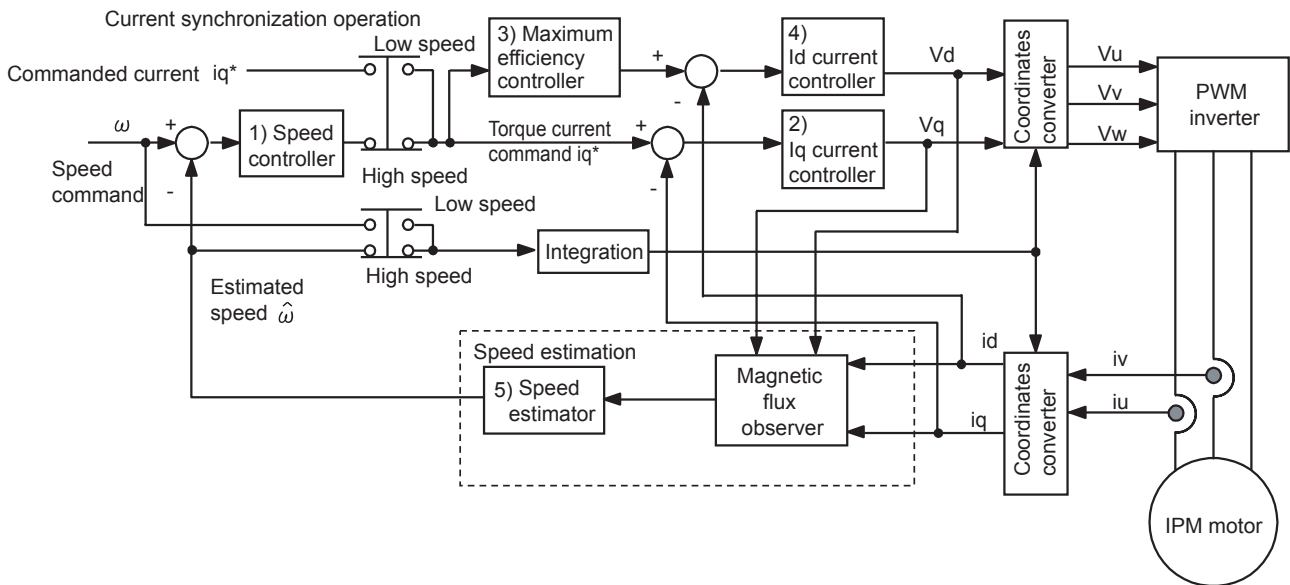 Current synchronization operation
Low speed
Commanded current iq*
3) Maximum
efficiency
controller
+
-
4)
Id current
controller
Vd
Coordinates
converter
Vu
Vv
Vw
PWM
inverter
ω
+
-
Speed
command
1) Speed
controller
High speed
Torque current
command iq*
+
-
2)
Iq current
controller
Vq
Low speed
High speed
Integration
Estimated
speed ω̂
Speed estimation
5) Speed
estimator
Magnetic
flux
observer
id
iq
Coordinates
converter
iv
iu
IPM motor